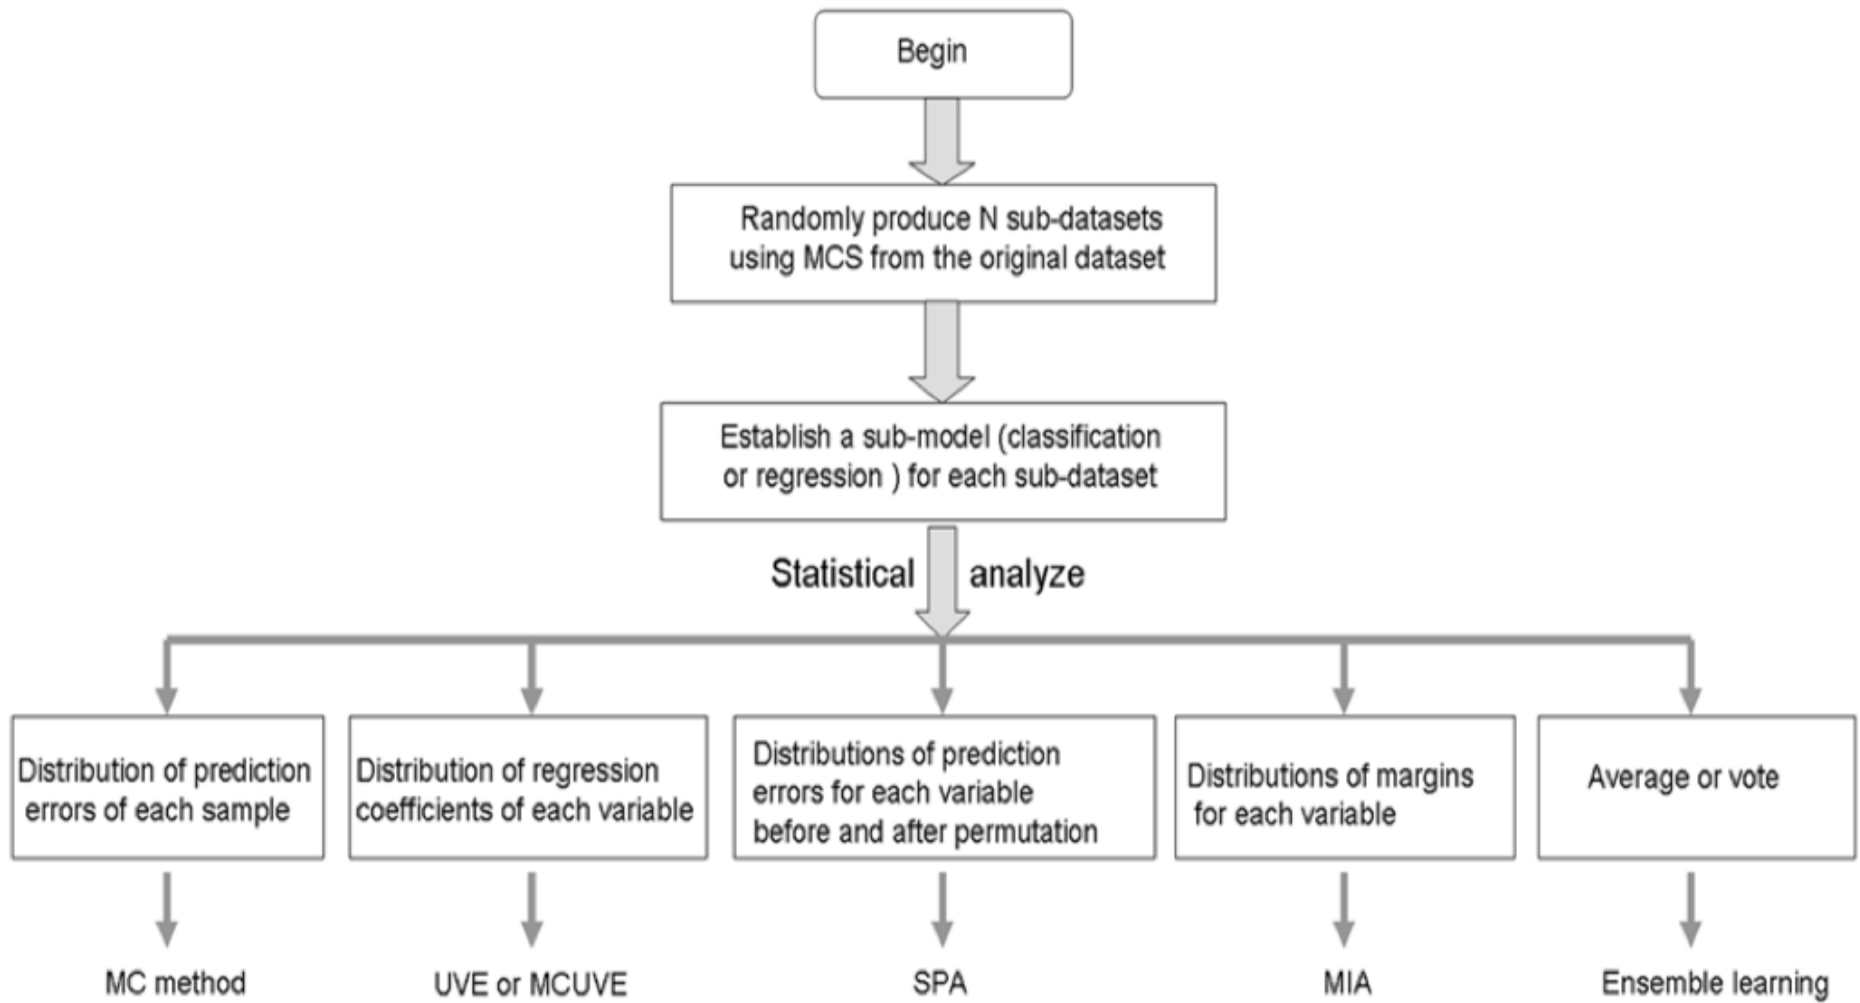 Begin
Randomly produce N sub-datasets
using MCS from the original dataset
Establish a sub-model (classification
or regression ) for each sub-dataset
Statistical analyze
Distribution of prediction
errors of each sample
Distribution of regression
coefficients of each variable
Distributions of prediction
errors for each variable
before and after permutation
Distributions of margins
for each variable
Average or vote
MC method
UVE or MCUVE
SPA
MIA
Ensemble learning